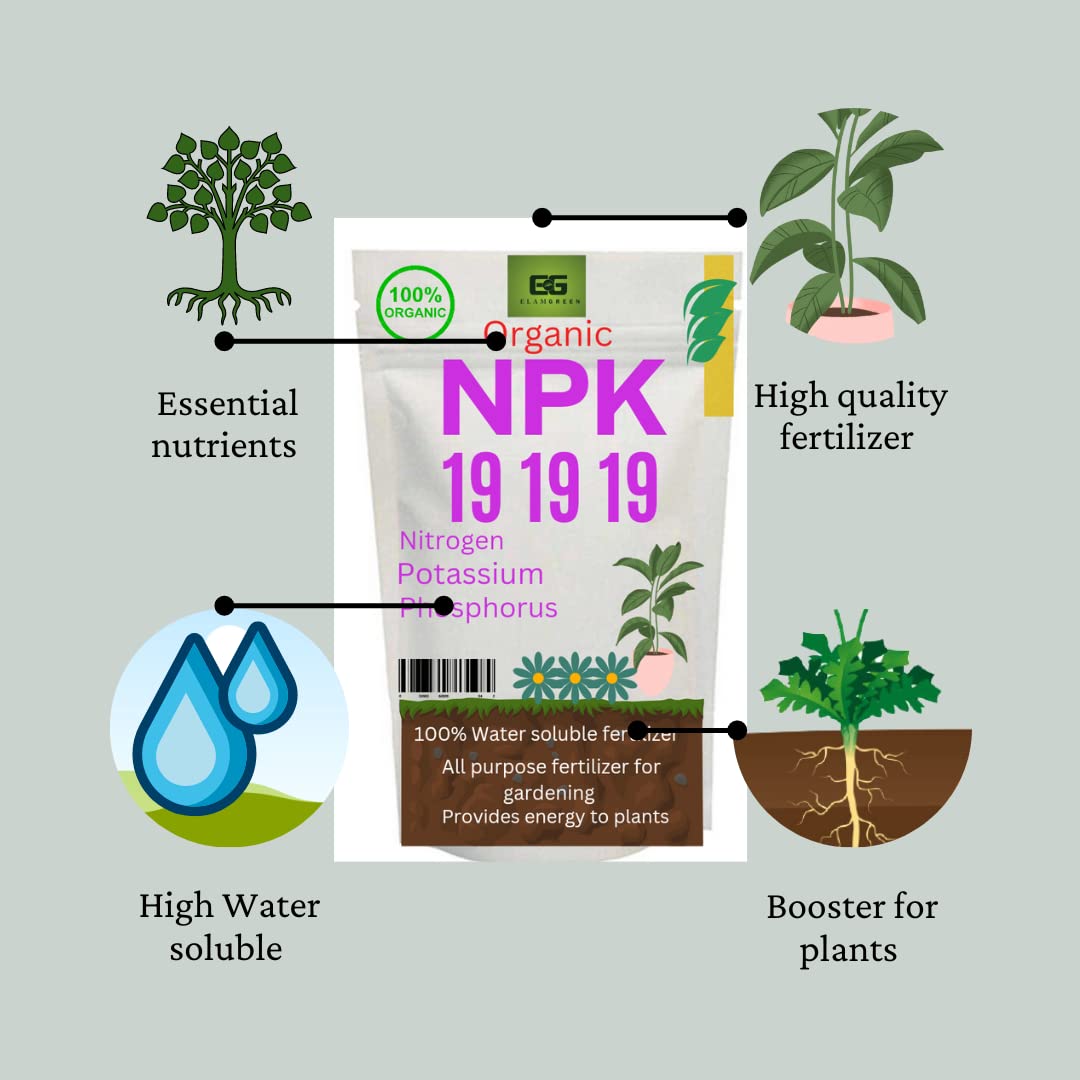 100%
ORGANIC
EG
ELAMGREEN
Organic
NPK
19 19 19
Nitrogen
Potassium
Phosphorus
100% Water soluble fertilizer
All purpose fertilizer for
gardening
Provides energy to plants
Essential
nutrients
High quality
fertilizer
High Water
soluble
Booster for
plants